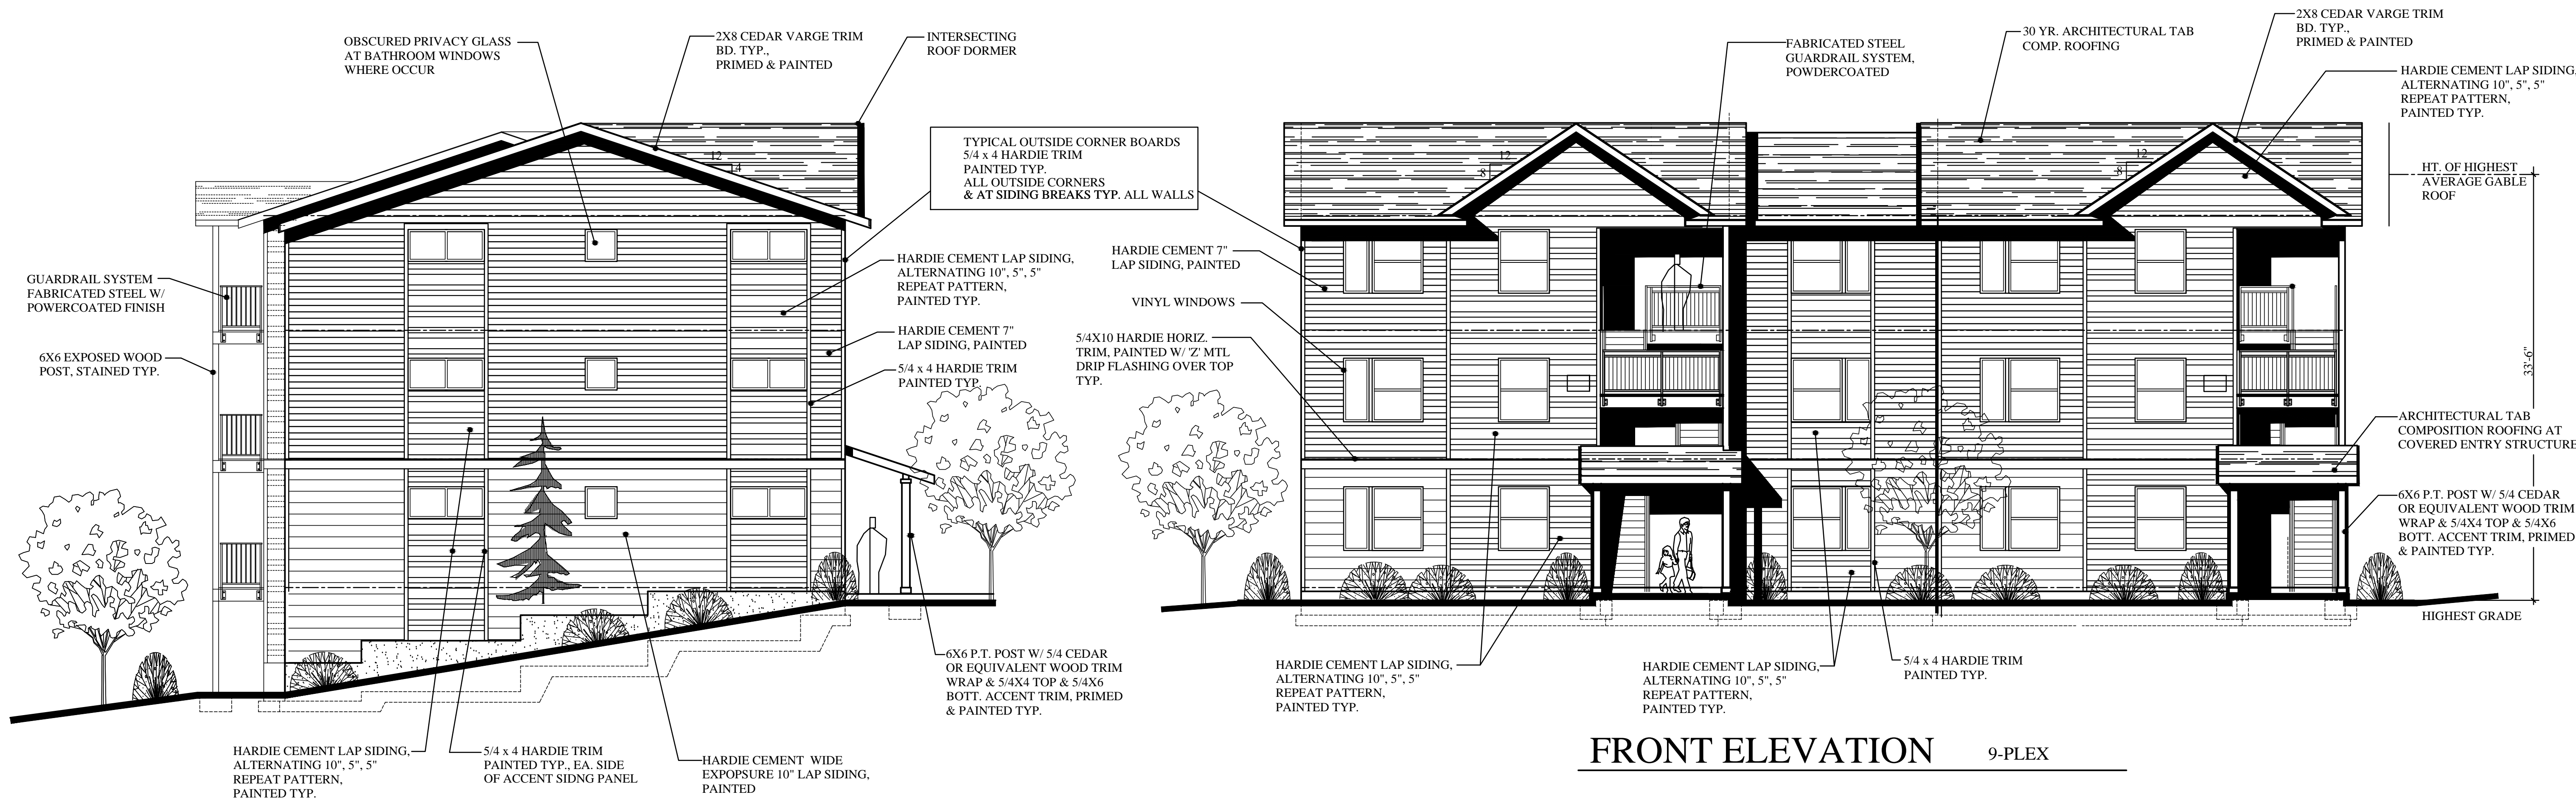 OBSCURED PRIVACY GLASS
AT BATHROOM WINDOWS
WHERE OCCUR
2X8 CEDAR VARGE TRIM
BD. TYP.,
PRIMED & PAINTED
INTERSECTING
ROOF DORMER
12
4
TYPICAL OUTSIDE CORNER BOARDS
5/4 x 4 HARDIE TRIM
PAINTED TYP.
ALL OUTSIDE CORNERS
& AT SIDING BREAKS TYP. ALL WALLS
GUARDRAIL SYSTEM
FABRICATED STEEL W/
POWERCOATED FINISH
6X6 EXPOSED WOOD
POST, STAINED TYP.
HARDIE CEMENT LAP SIDING,
ALTERNATING 10", 5", 5"
REPEAT PATTERN,
PAINTED TYP.
HARDIE CEMENT 7"
LAP SIDING, PAINTED
5/4 x 4 HARDIE TRIM
PAINTED TYP.
6X6 P.T. POST W/ 5/4 CEDAR
OR EQUIVALENT WOOD TRIM
WRAP & 5/4X4 TOP & 5/4X6
BOTT. ACCENT TRIM, PRIMED
& PAINTED TYP.
HARDIE CEMENT LAP SIDING,
ALTERNATING 10", 5", 5"
REPEAT PATTERN,
PAINTED TYP.
5/4 x 4 HARDIE TRIM
PAINTED TYP., EA. SIDE
OF ACCENT SIDNG PANEL
HARDIE CEMENT WIDE
EXPOPSURE 10" LAP SIDING,
PAINTED
FABRICATED STEEL
GUARDRAIL SYSTEM,
POWDERCOATED
30 YR. ARCHITECTURAL TAB
COMP. ROOFING
2X8 CEDAR VARGE TRIM
BD. TYP.,
PRIMED & PAINTED
HARDIE CEMENT LAP SIDING,
ALTERNATING 10", 5", 5"
REPEAT PATTERN,
PAINTED TYP.
12
8
12
8
HT. OF HIGHEST
AVERAGE GABLE
ROOF
HARDIE CEMENT 7"
LAP SIDING, PAINTED
VINYL WINDOWS
5/4X10 HARDIE HORIZ.
TRIM, PAINTED W/ 'Z' MTL
DRIP FLASHING OVER TOP
TYP.
33'-6"
ARCHITECTURAL TAB
COMPOSITION ROOFING AT
COVERED ENTRY STRUCTURE
6X6 P.T. POST W/ 5/4 CEDAR
OR EQUIVALENT WOOD TRIM
WRAP & 5/4X4 TOP & 5/4X6
BOTT. ACCENT TRIM, PRIMED
& PAINTED TYP.
HIGHEST GRADE
HARDIE CEMENT LAP SIDING,
ALTERNATING 10", 5", 5"
REPEAT PATTERN,
PAINTED TYP.
HARDIE CEMENT LAP SIDING,
ALTERNATING 10", 5", 5"
REPEAT PATTERN,
PAINTED TYP.
5/4 x 4 HARDIE TRIM
PAINTED TYP.
FRONT ELEVATION 9-PLEX